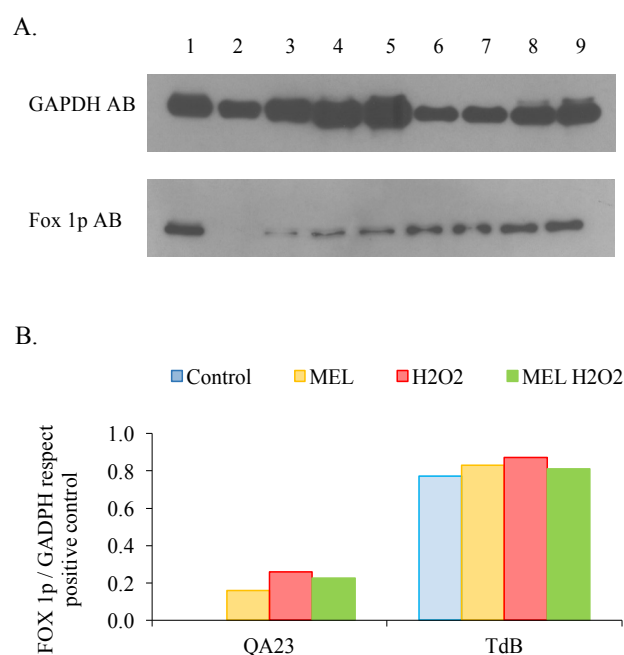 A.
1 2 3 4 5 6 7 8 9
GAPDH AB
Fox 1p AB
B.
Control MEL H2O2 MEL H2O2
FOX 1p / GADPH respect
positive control
1.0
0.8
0.6
0.4
0.2
0.0
QA23 TdB